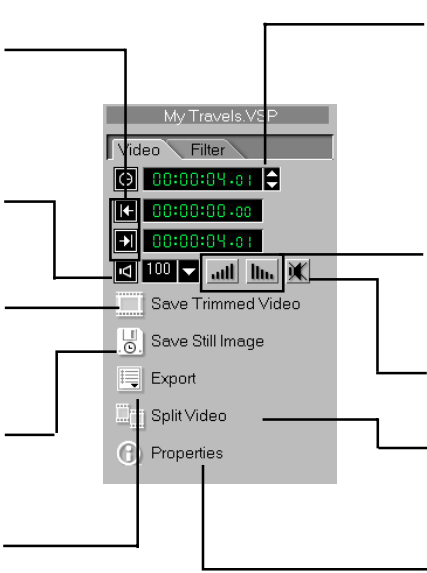 My Travels.VSP
Video Filter
00:00:04.01
00:00:00.00
00:00:04.01
100
Save Trimmed Video
Save Still Image
Export
Split Video
Properties